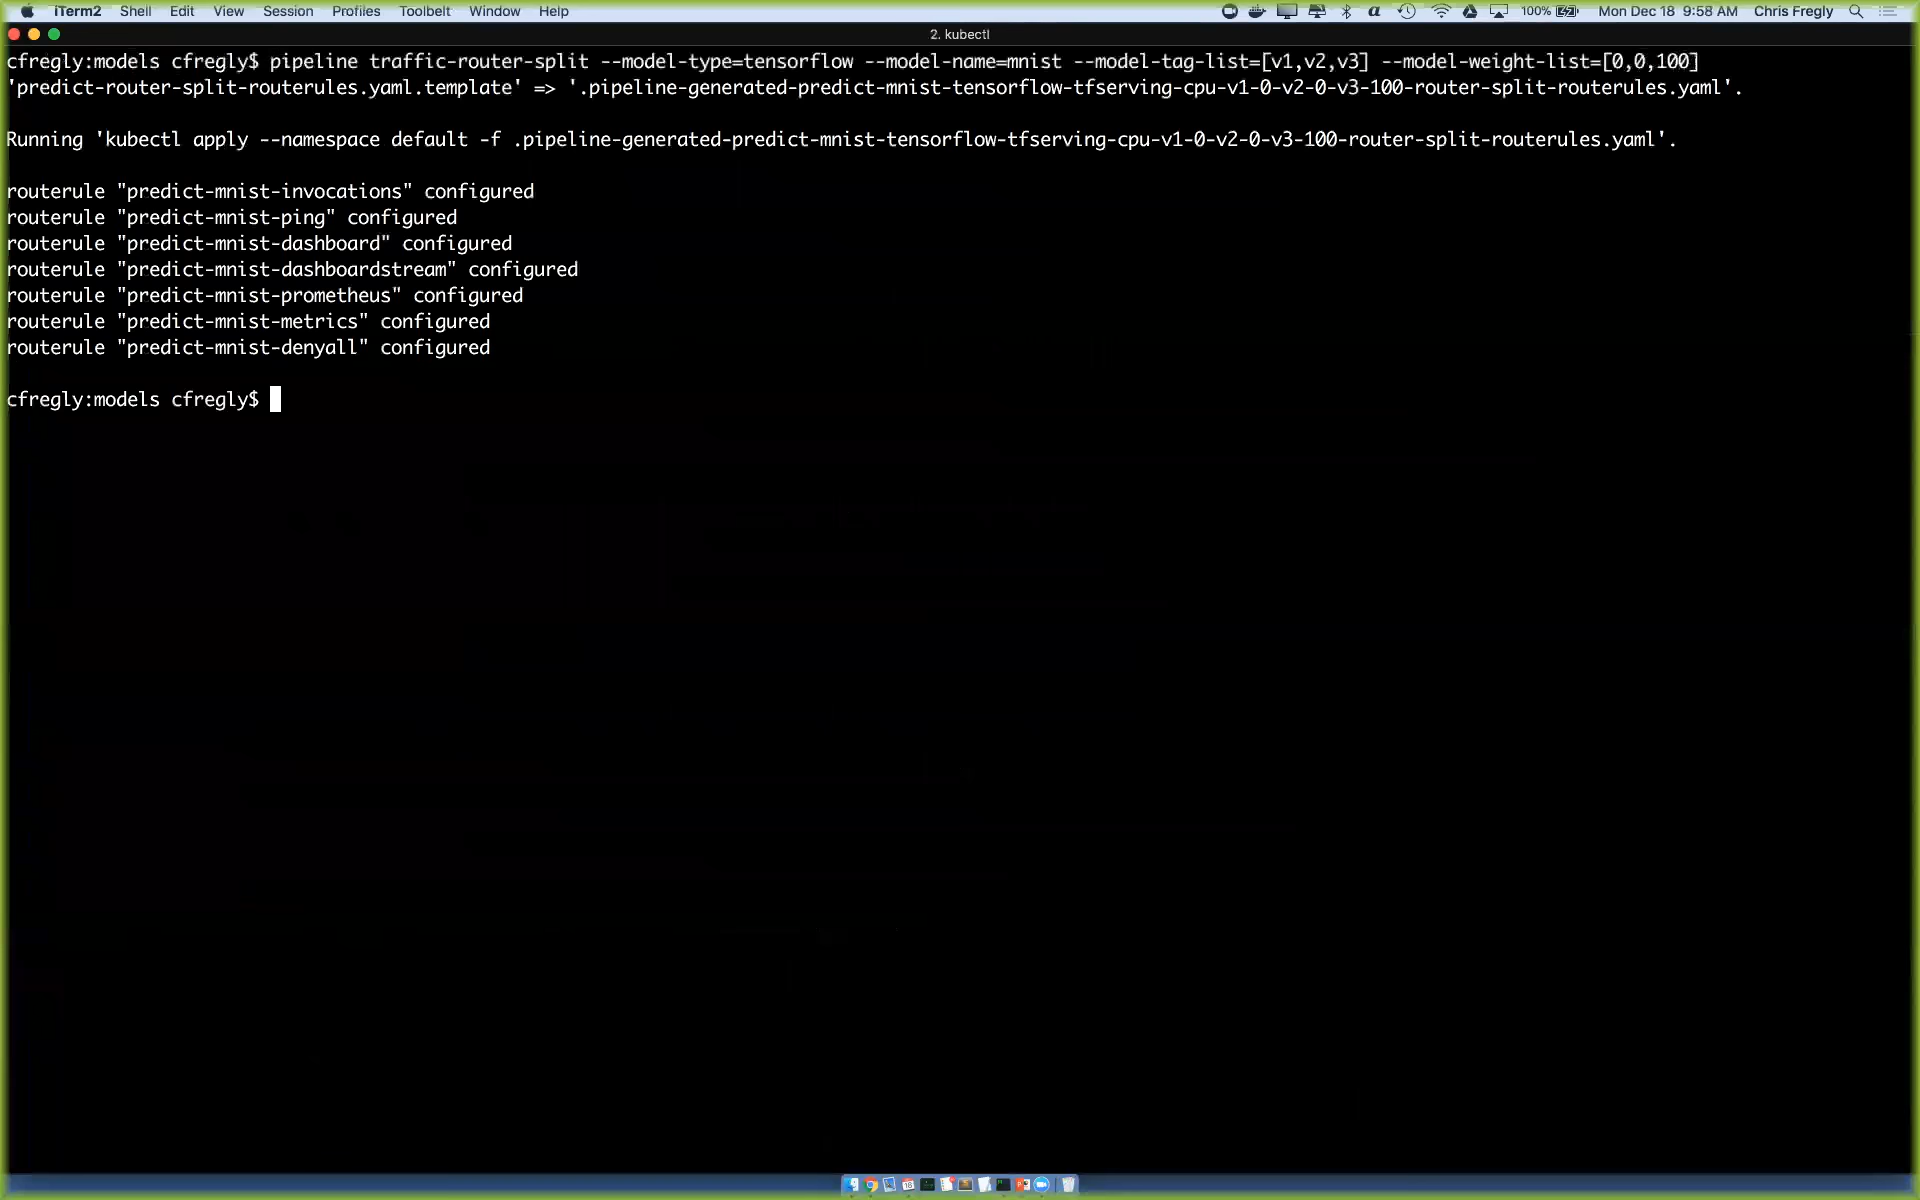 iTerm2 Shell Edit View Session Profiles Toolbelt Window Help 100% Mon Dec 18 9:58 AM Chris Fregly
2. kubectl
cfregly:models cfregly$ pipeline traffic-router-split --model-type=tensorflow --model-name=mnist --model-tag-list=[v1,v2,v3] --model-weight-list=[0,0,100]
'predict-router-split-routerules.yaml.template' => '.pipeline-generated-predict-mnist-tensorflow-tfserving-cpu-v1-0-v2-0-v3-100-router-split-routerules.yaml'.
Running 'kubectl apply --namespace default -f .pipeline-generated-predict-mnist-tensorflow-tfserving-cpu-v1-0-v2-0-v3-100-router-split-routerules.yaml'.
routerule "predict-mnist-invocations" configured
routerule "predict-mnist-ping" configured
routerule "predict-mnist-dashboard" configured
routerule "predict-mnist-dashboardstream" configured
routerule "predict-mnist-prometheus" configured
routerule "predict-mnist-metrics" configured
routerule "predict-mnist-denyall" configured
cfregly:models cfregly$